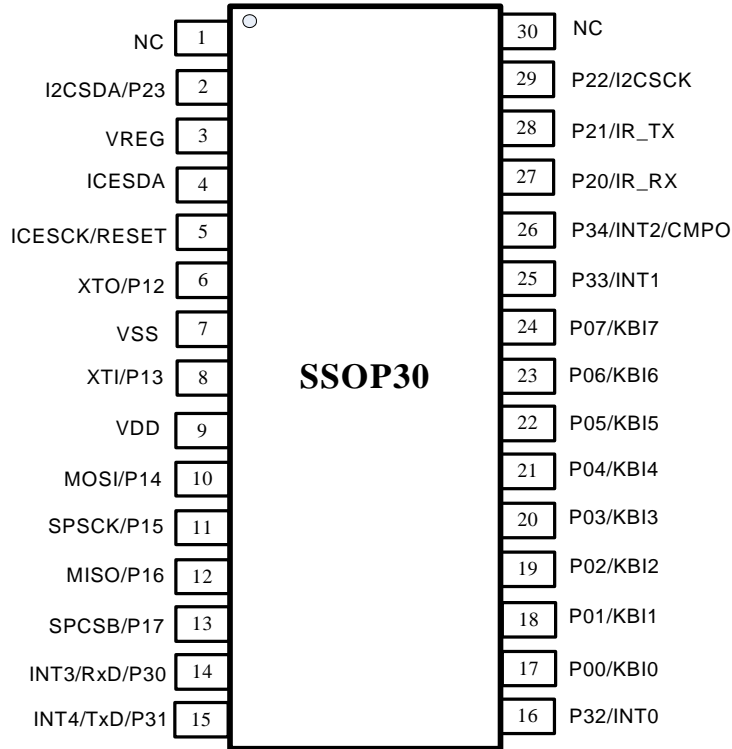 NC 1 30 NC
I2CSDA/P23 2 29 P22/I2CSCK
VREG 3 28 P21/IR_TX
ICESDA 4 27 P20/IR_RX
ICESCK/RESET 5 26 P34/INT2/CMPO
XTO/P12 6 25 P33/INT1
VSS 7 24 P07/KBI7
XTI/P13 8 SSOP30 23 P06/KBI6
VDD 9 22 P05/KBI5
MOSI/P14 10 21 P04/KBI4
SPSCK/P15 11 20 P03/KBI3
MISO/P16 12 19 P02/KBI2
SPCSB/P17 13 18 P01/KBI1
INT3/RxD/P30 14 17 P00/KBI0
INT4/TxD/P31 15 16 P32/INT0